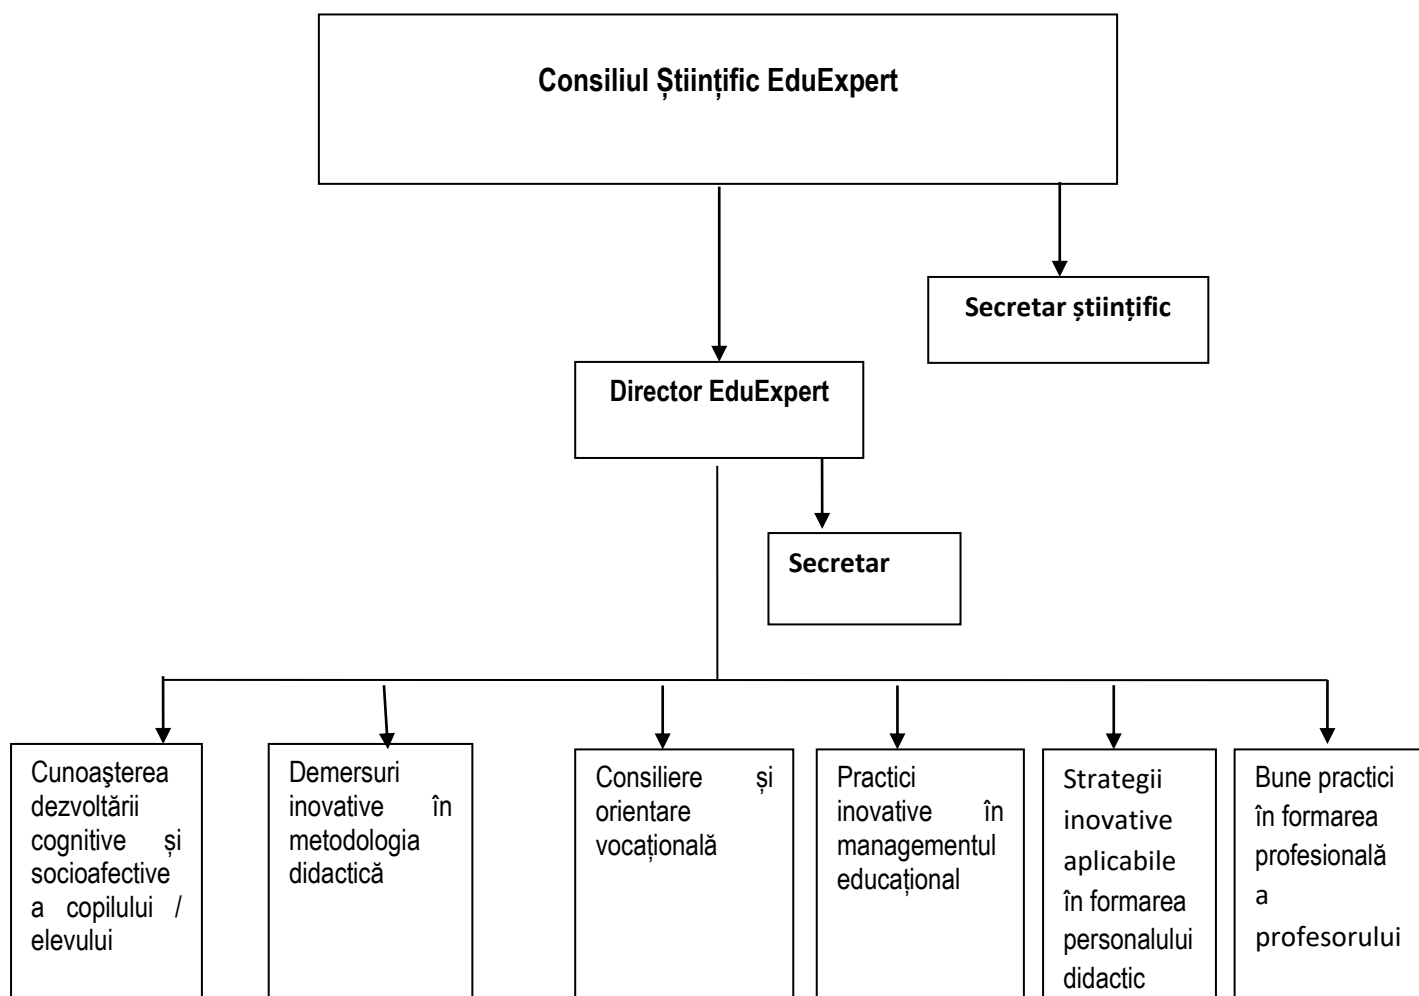 Consiliul Științific EduExpert
Secretar științific
Director EduExpert
Secretar
Cunoaşterea
dezvoltării
cognitive și
socioafective
a copilului /
elevului
Demersuri
inovative în
metodologia
didactică
Consiliere și
orientare
vocațională
Practici
inovative în
managementul
educațional
Strategii
inovative
aplicabile
în formarea
personalului
didactic
Bune practici
în formarea
profesională
a
profesorului